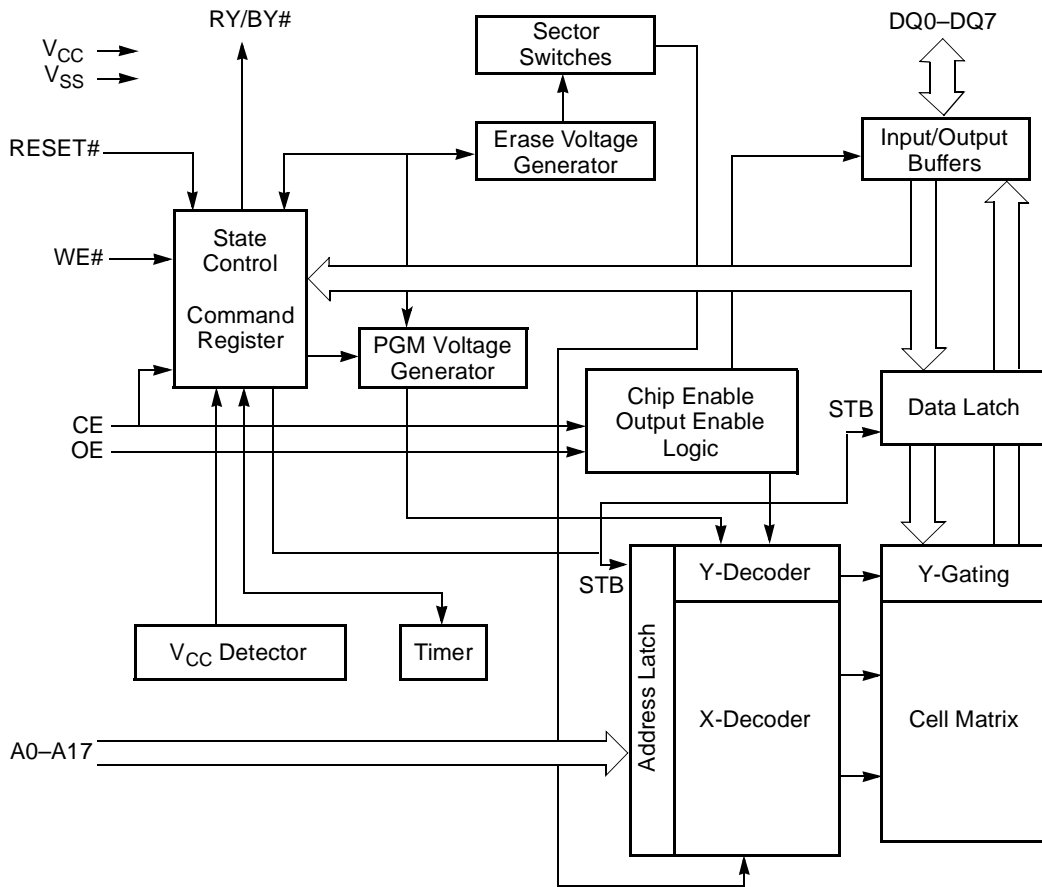 RY/BY#
Sector
Switches
DQ0–DQ7
VCC
VSS
Erase Voltage
Generator
Input/Output
Buffers
RESET#
State
Control
WE#
Command
Register
PGM Voltage
Generator
Chip Enable
Output Enable
Logic
STB
Data Latch
CE
OE
STB
Y-Decoder
Y-Gating
VCC Detector
Timer
Address Latch
X-Decoder
Cell Matrix
A0–A17